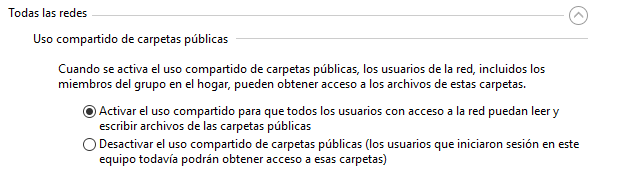 Todas las redes
Uso compartido de carpetas públicas
Cuando se activa el uso compartido de carpetas públicas, los usuarios de la red, incluidos los
miembros del grupo en el hogar, pueden obtener acceso a los archivos de estas carpetas.
Activar el uso compartido para que todos los usuarios con acceso a la red puedan leer y
escribir archivos de las carpetas públicas
Desactivar el uso compartido de carpetas públicas (los usuarios que iniciaron sesión en este
equipo todavía podrán obtener acceso a esas carpetas)